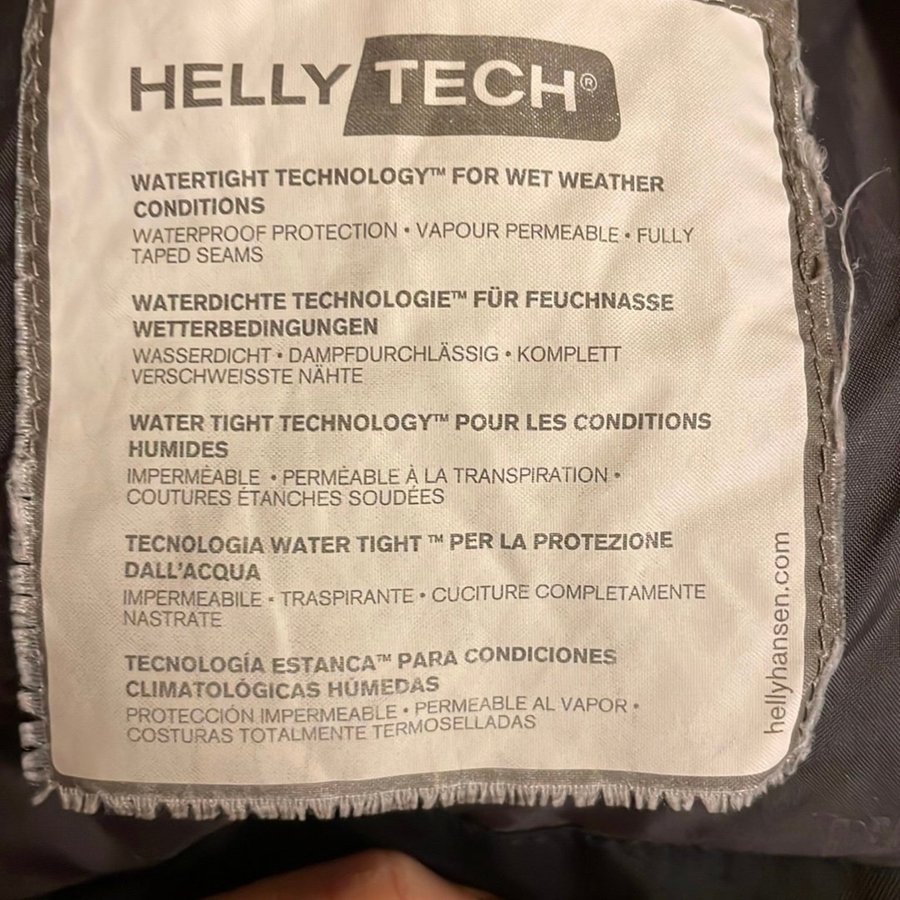 HELLY TECH®
WATERTIGHT TECHNOLOGY™ FOR WET WEATHER
CONDITIONS
WATERPROOF PROTECTION • VAPOUR PERMEABLE • FULLY
TAPED SEAMS
WATERDICHTE TECHNOLOGIE™ FÜR FEUCHNASSE
WETTERBEDINGUNGEN
WASSERDICHT • DAMPFDURCHLÄSSIG • KOMPLETT
VERSCHWEISSTE NÄHTE
WATER TIGHT TECHNOLOGY™ POUR LES CONDITIONS
HUMIDES
IMPERMÉABLE • PERMÉABLE À LA TRANSPIRATION •
COUTURES ÉTANCHES SOUDÉES
TECNOLOGIA WATER TIGHT ™ PER LA PROTEZIONE
DALL'ACQUA
IMPERMEABILE • TRASPIRANTE • CUCITURE COMPLETAMENTE
NASTRATE
TECNOLOGÍA ESTANCA™ PARA CONDICIONES
CLIMATOLÓGICAS HÚMEDAS
PROTECCIÓN IMPERMEABLE • PERMEABLE AL VAPOR •
COSTURAS TOTALMENTE TERMOSELLADAS
hellyhansen.com